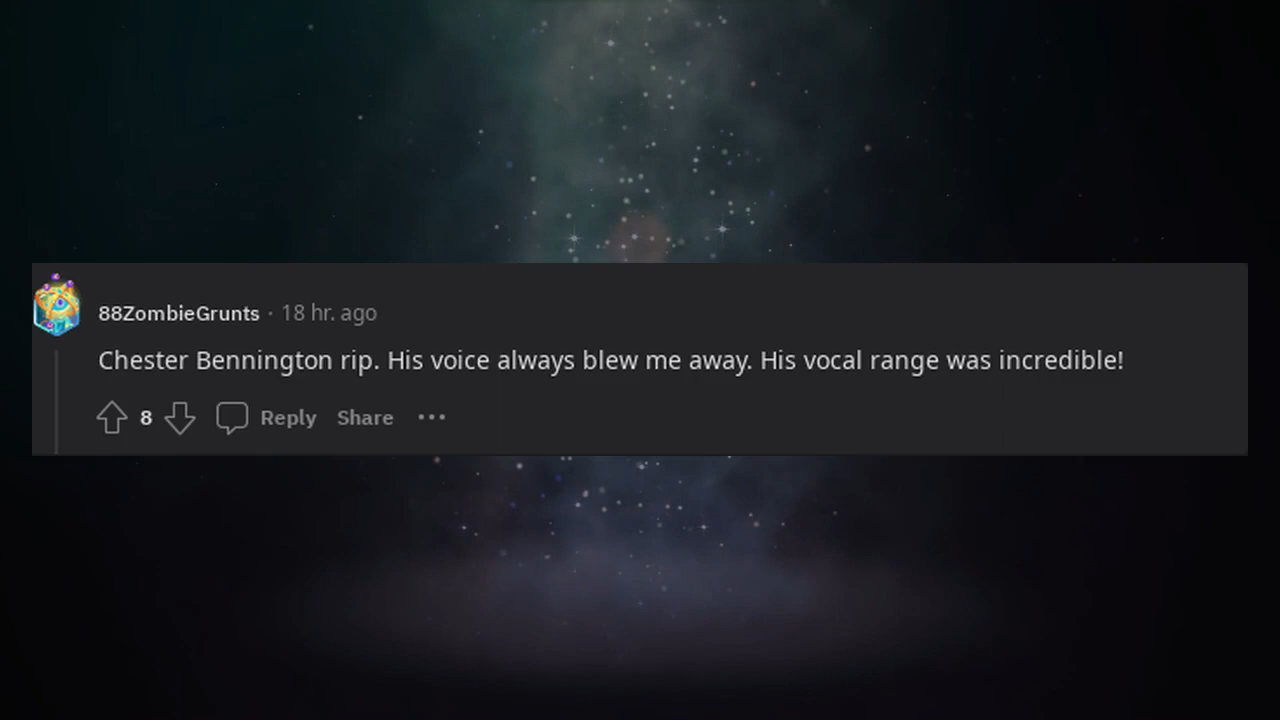 88ZombieGrunts · 18 hr. ago
Chester Bennington rip. His voice always blew me away. His vocal range was incredible!
8 Reply Share ···